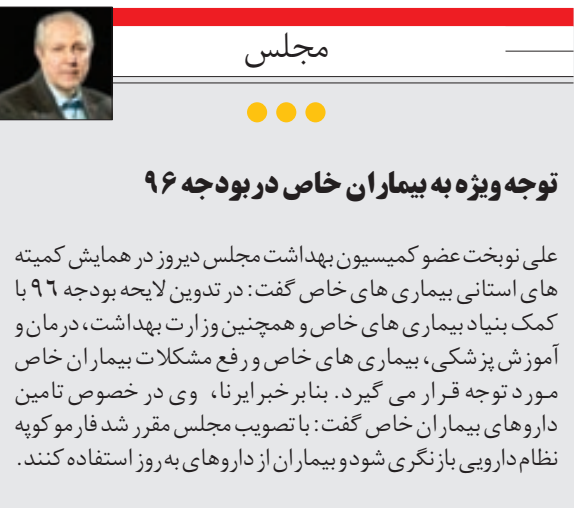 مجلس
توجه ویژه به بیماران خاص در بودجه ۹۶
علی نوبخت عضو کمیسیون بهداشت مجلس دیروز در همایش کمیته
های استانی بیماری های خاص گفت: در تدوین لایحه بودجه ۹٦ با
کمک بنیاد بیماری های خاص و همچنین وزارت بهداشت، درمان و
آموزش پزشکی، بیماری های خاص و رفع مشکلات بیماران خاص
مورد توجه قرار می گیرد. بنابر خبر ایرنا، وی در خصوص تامین
داروهای بیماران خاص گفت: با تصویب مجلس مقرر شد فارموکوپه
نظام دارویی بازنگری شود و بیماران از داروهای به روز استفاده کنند.